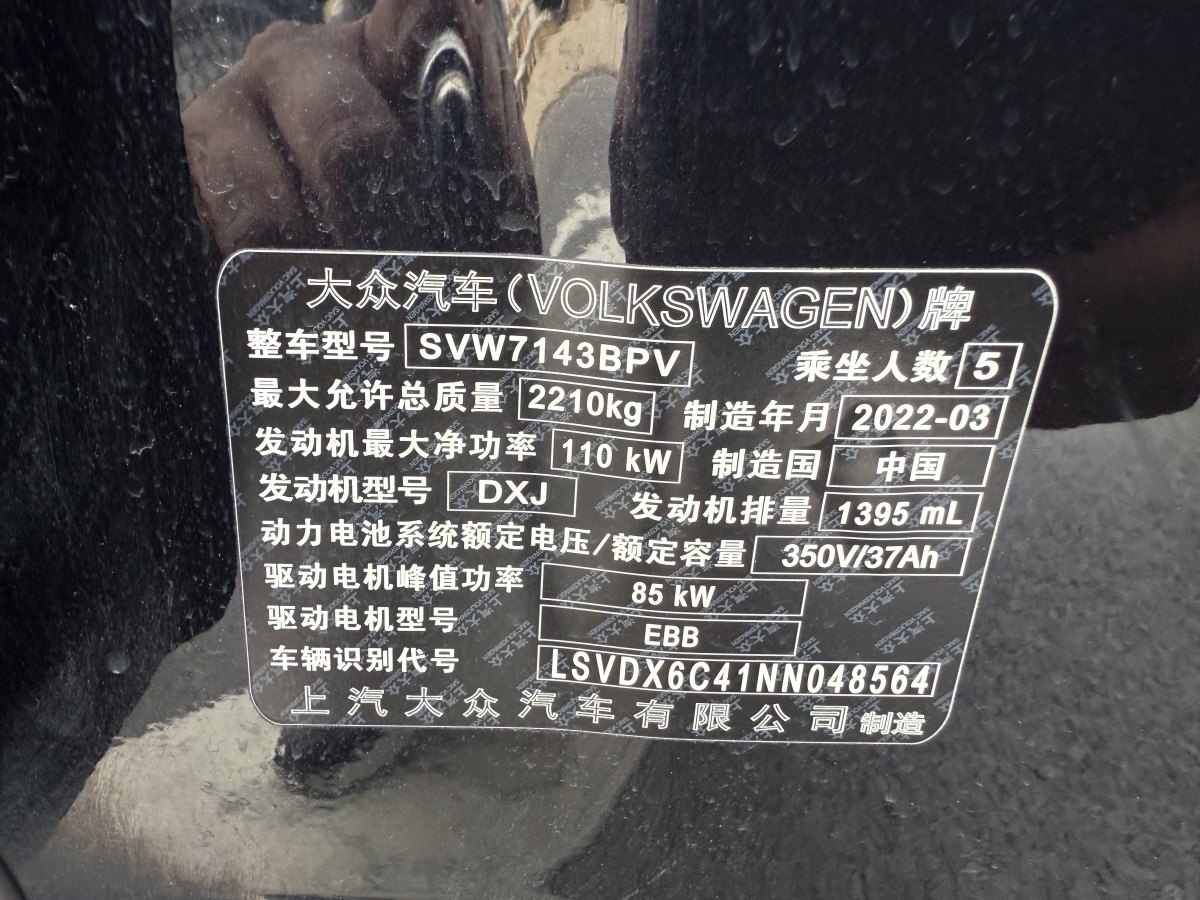 大众汽车(VOLKSWAGEN)牌
整车型号 SVW7143BPV 乘坐人数 5
最大允许总质量 2210kg 制造年月 2022-03
发动机最大净功率 110 kW 制造国 中国
发动机型号 DXJ 发动机排量 1395 mL
动力电池系统额定电压/额定容量 350V/37Ah
驱动电机峰值功率 85 kW
驱动电机型号 EBB
车辆识别代号 LSVDX6C41NN048564
上汽大众汽车有限公司 制造